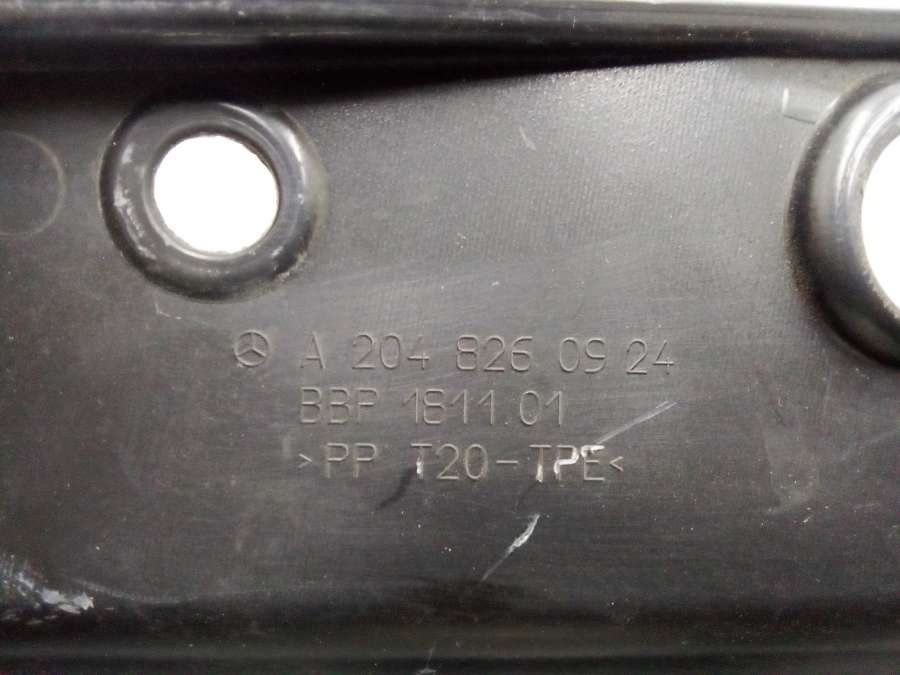 A 204 826 09 24
BBP 1811.01
>PP T20-TPE<